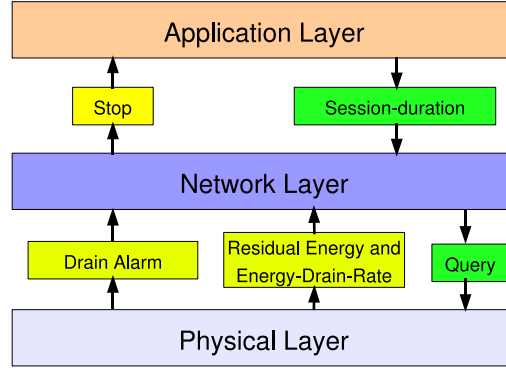 Application Layer
Stop
Session-duration
Network Layer
Drain Alarm
Residual Energy and
Energy-Drain-Rate
Query
Physical Layer